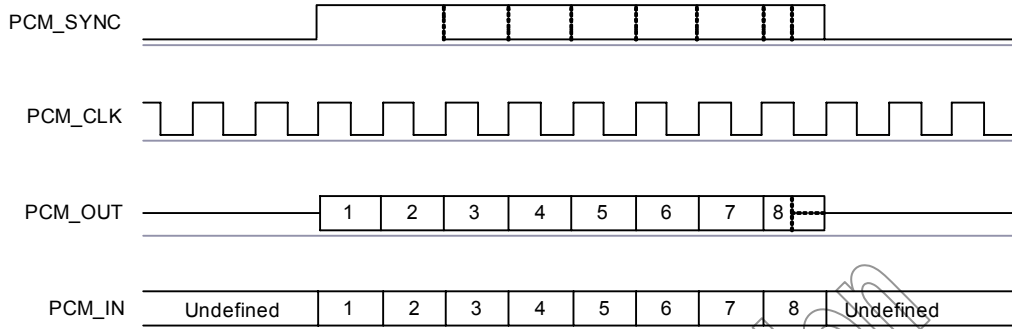 PCM_SYNC
PCM_CLK
PCM_OUT 1 2 3 4 5 6 7 8
PCM_IN Undefined 1 2 3 4 5 6 7 8 Undefined